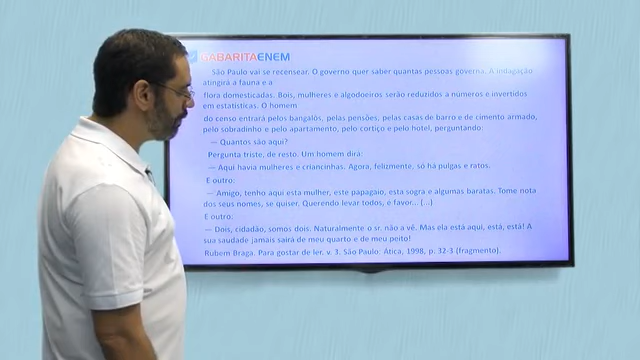 GABARITAENEM
São Paulo vai se recensear. O governo quer saber quantas pessoas governa. A indagação
atingirá a fauna e a
flora domesticadas. Bois, mulheres e algodoeiros serão reduzidos a números e invertidos
em estatísticas. O homem
do censo entrará pelos bangalôs, pelas pensões, pelas casas de barro e de cimento armado,
pelo sobradinho e pelo apartamento, pelo cortiço e pelo hotel, perguntando:
— Quantos são aqui?
Pergunta triste, de resto. Um homem dirá:
— Aqui havia mulheres e criancinhas. Agora, felizmente, só há pulgas e ratos.
E outro:
— Amigo, tenho aqui esta mulher, este papagaio, esta sogra e algumas baratas. Tome nota
dos seus nomes, se quiser. Querendo levar todos, é favor... (...)
E outro:
— Dois, cidadão, somos dois. Naturalmente o sr. não a vê. Mas ela está aqui, está, está! A
sua saudade jamais sairá de meu quarto e de meu peito!
Rubem Braga. Para gostar de ler. v. 3. São Paulo: Ática, 1998, p. 32-3 (fragmento).